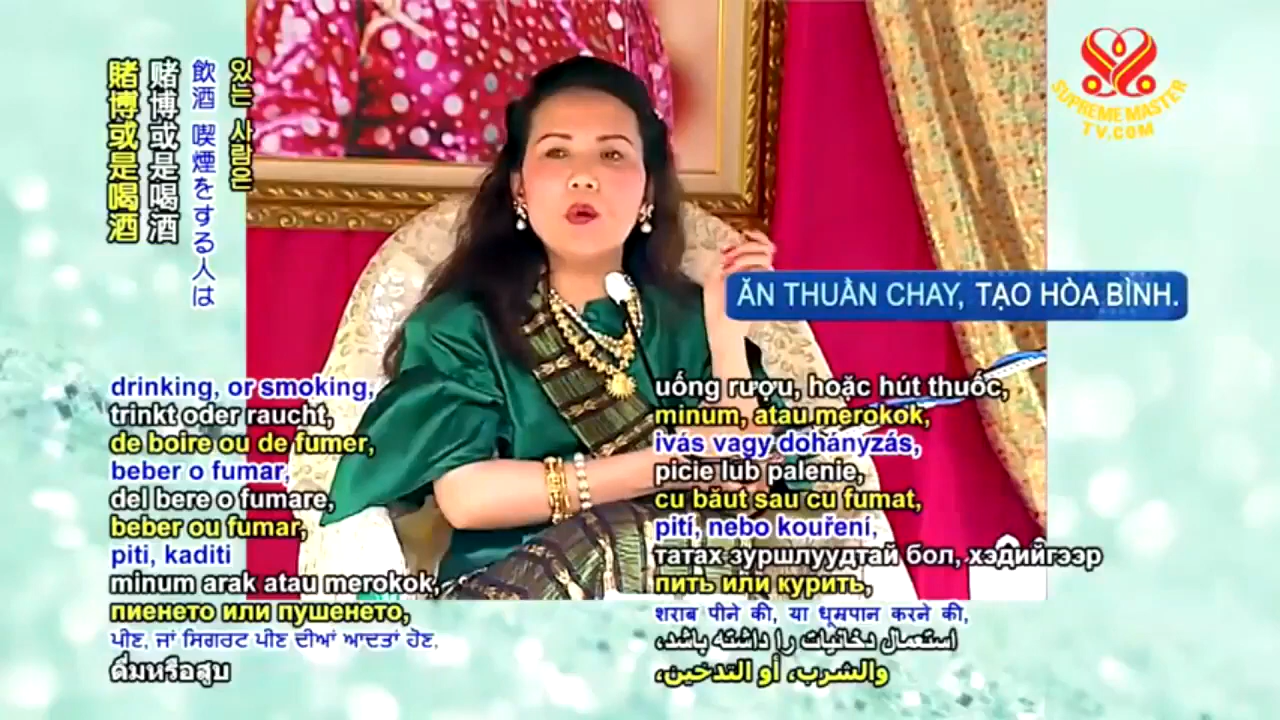 賭博或是喝酒
赌博或是喝酒
飲酒 喫煙をする人は
있는 사람은
SUPREME MASTER
TV.COM
ĂN THUẦN CHAY, TẠO HÒA BÌNH.
drinking, or smoking,
trinkt oder raucht,
de boire ou de fumer,
beber o fumar,
del bere o fumare,
beber ou fumar,
piti, kaditi
minum arak atau merokok,
пиенето или пушенето,
ਪੀਣ, ਜਾਂ ਸਿਗਰਟ ਪੀਣ ਦੀਆਂ ਆਦਤਾਂ ਹੋਣ,
ดื่มหรือสูบ
uống rượu, hoặc hút thuốc,
minum, atau merokok,
ivás vagy dohányzás,
picie lub palenie,
cu băut sau cu fumat,
pití, nebo kouření,
татах зуршлуудтай бол, хэдийгээр
пить или курить,
शराब पीने की, या धूम्रपान करने की,
استعمال دخانیات را داشته باشد،
والشرب، أو التدخين،